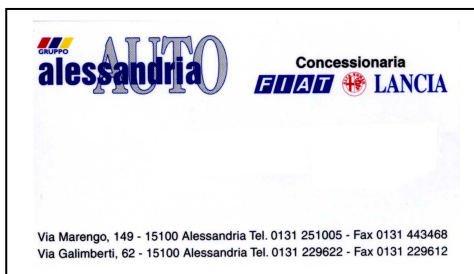 GRUPPO
alessandria AUTO
Concessionaria
FIAT LANCIA
Via Marengo, 149 - 15100 Alessandria Tel. 0131 251005 - Fax 0131 443468
Via Galimberti, 62 - 15100 Alessandria Tel. 0131 229622 - Fax 0131 229612